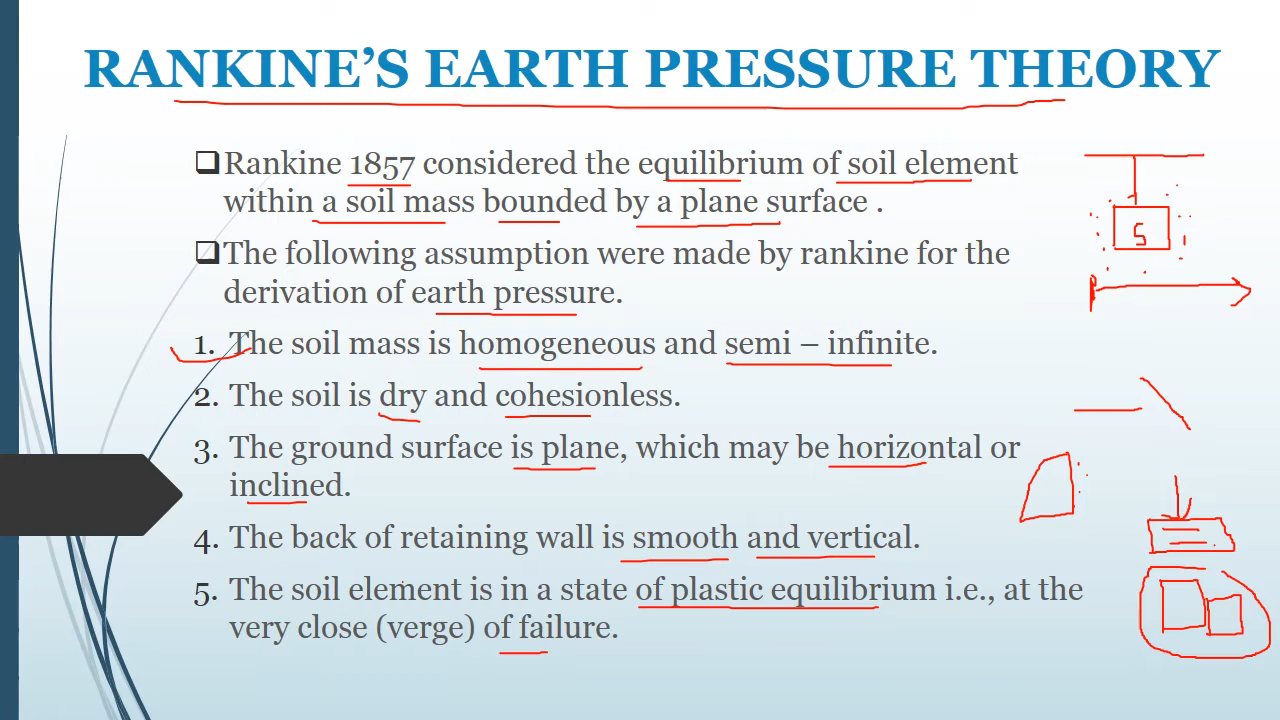 RANKINE’S EARTH PRESSURE THEORY
❑Rankine 1857 considered the equilibrium of soil element
within a soil mass bounded by a plane surface .
❑The following assumption were made by rankine for the
derivation of earth pressure.
1. The soil mass is homogeneous and semi – infinite.
2. The soil is dry and cohesionless.
3. The ground surface is plane, which may be horizontal or
inclined.
4. The back of retaining wall is smooth and vertical.
5. The soil element is in a state of plastic equilibrium i.e., at the
very close (verge) of failure.
S